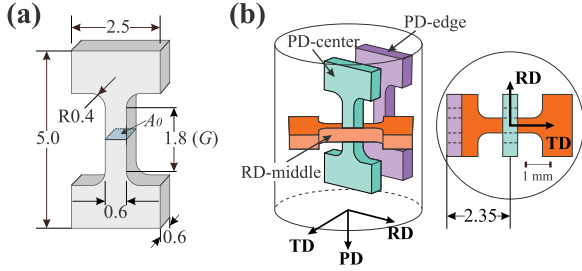 (a)
2.5
R0.4
A0
5.0
1.8 (G)
0.6
0.6
(b)
PD-edge
PD-center
RD-middle
TD
PD
RD
RD
TD
1 mm
2.35